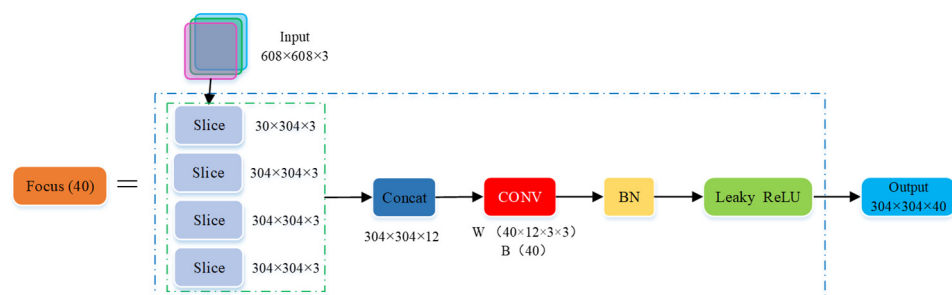 Input
608×608×3
Slice
30×304×3
Slice
304×304×3
Slice
304×304×3
Slice
304×304×3
Focus (40)
=
Concat
304×304×12
CONV
W （40×12×3×3）
B（40）
BN
Leaky ReLU
Output
304×304×40